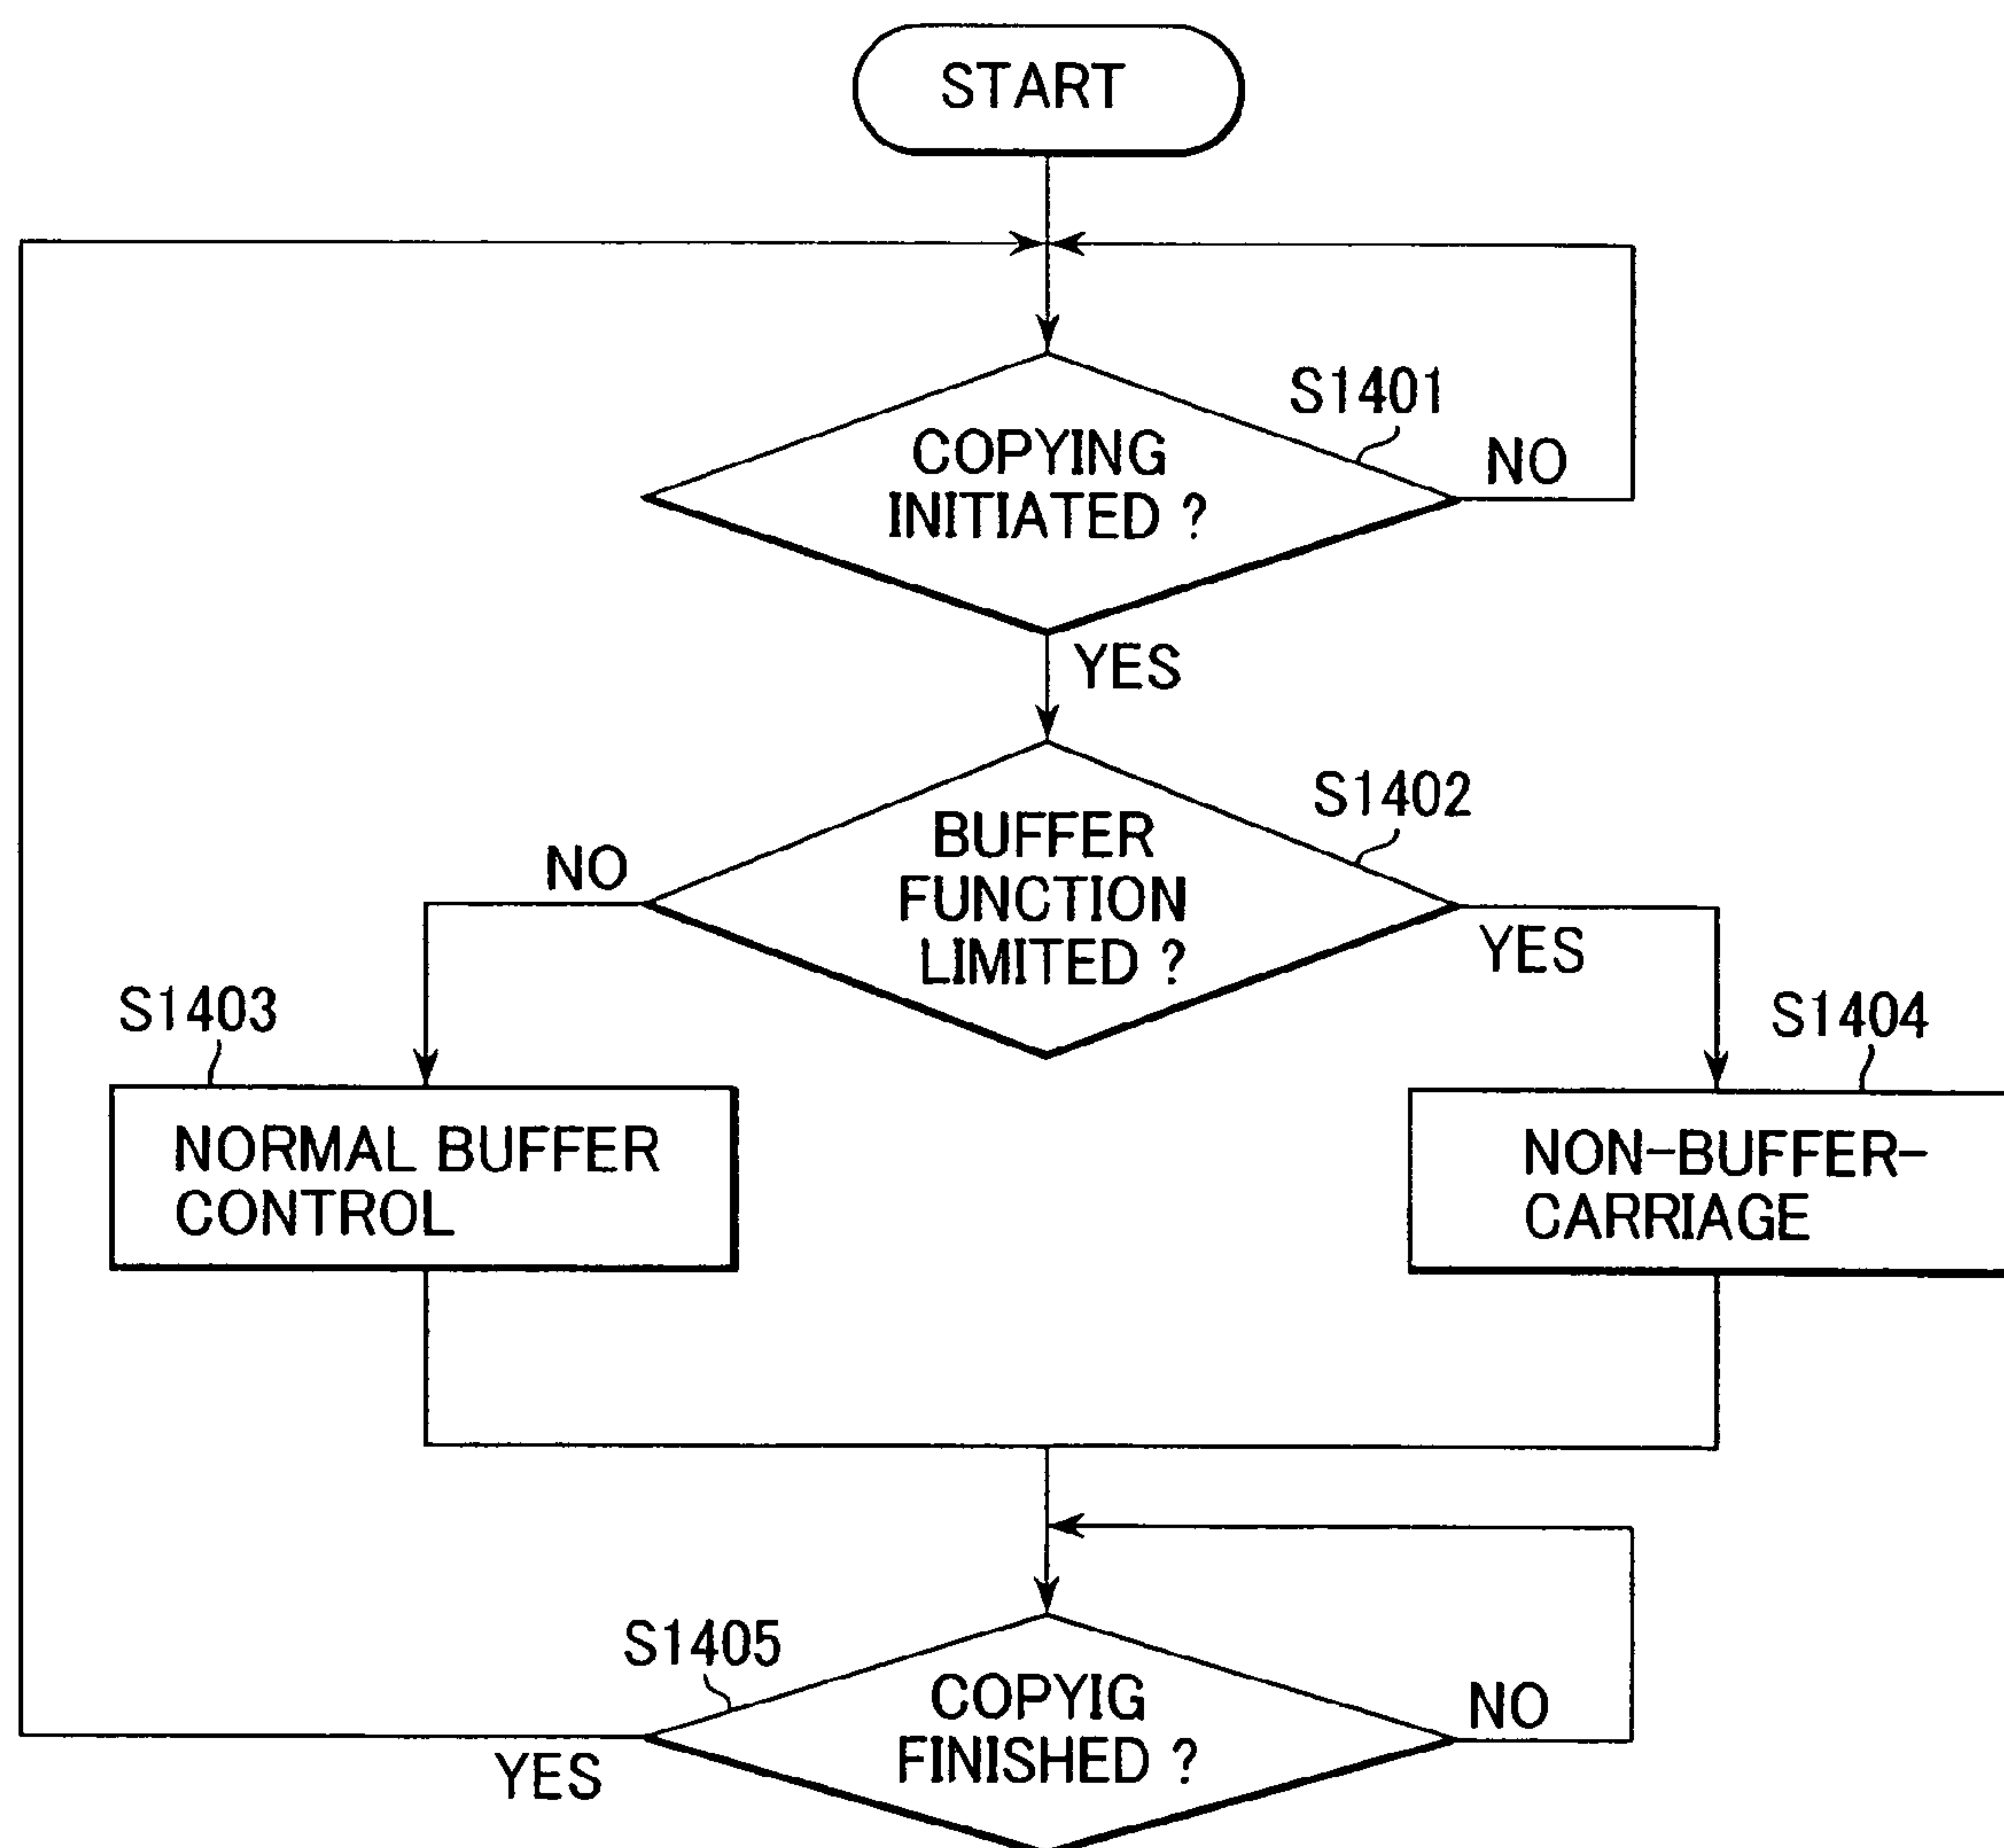 START
S1401
COPYING
INITIATED ?
NO
YES
S1402
BUFFER
FUNCTION
LIMITED ?
NO
YES
S1403
NORMAL BUFFER
CONTROL
S1404
NON-BUFFER-
CARRIAGE
S1405
COPYIG
FINISHED ?
NO
YES